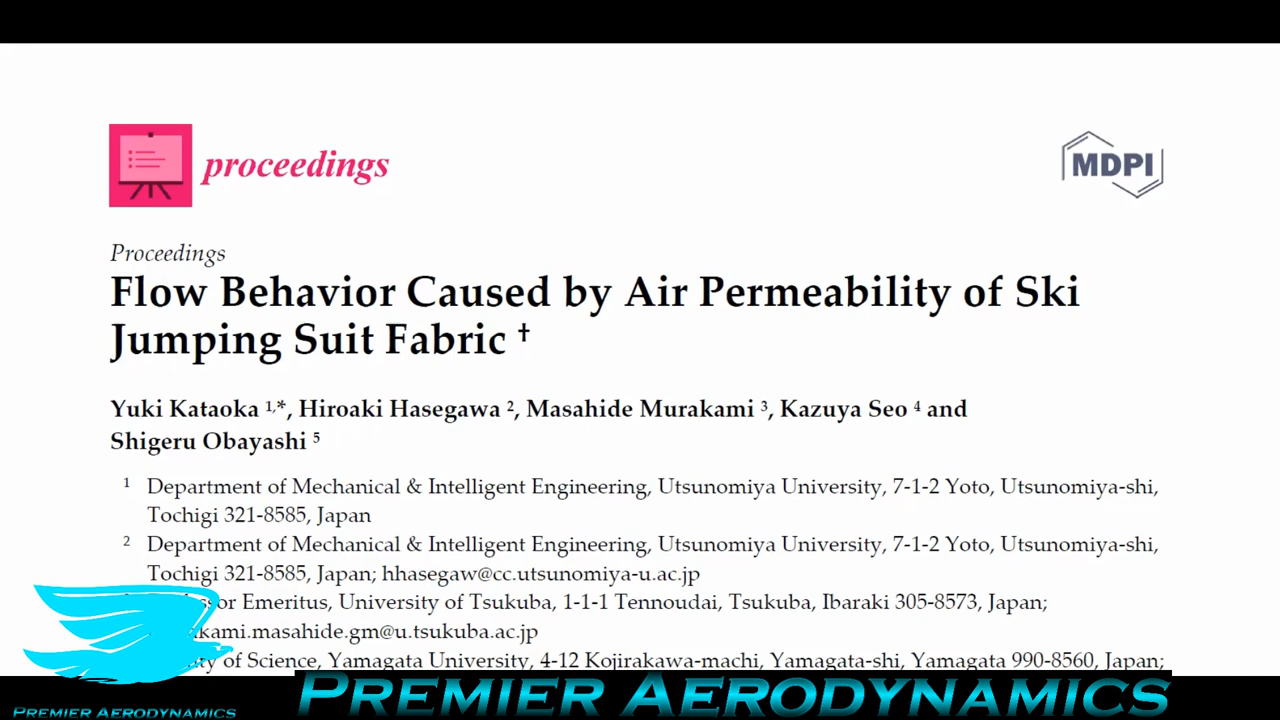 proceedings
MDPI
Proceedings
Flow Behavior Caused by Air Permeability of Ski
Jumping Suit Fabric †
Yuki Kataoka 1,*, Hiroaki Hasegawa 2, Masahide Murakami 3, Kazuya Seo 4 and
Shigeru Obayashi 5
1 Department of Mechanical & Intelligent Engineering, Utsunomiya University, 7-1-2 Yoto, Utsunomiya-shi,
Tochigi 321-8585, Japan
2 Department of Mechanical & Intelligent Engineering, Utsunomiya University, 7-1-2 Yoto, Utsunomiya-shi,
Tochigi 321-8585, Japan; hhasegaw@cc.utsunomiya-u.ac.jp
Emeritus, University of Tsukuba, 1-1-1 Tennoudai, Tsukuba, Ibaraki 305-8573, Japan;
kami.masahide.gm@u.tsukuba.ac.jp
of Science, Yamagata University, 4-12 Kojirakawa-machi, Yamagata-shi, Yamagata 990-8560, Japan;
PREMIER AERODYNAMICS
PREMIER AERODYNAMICS